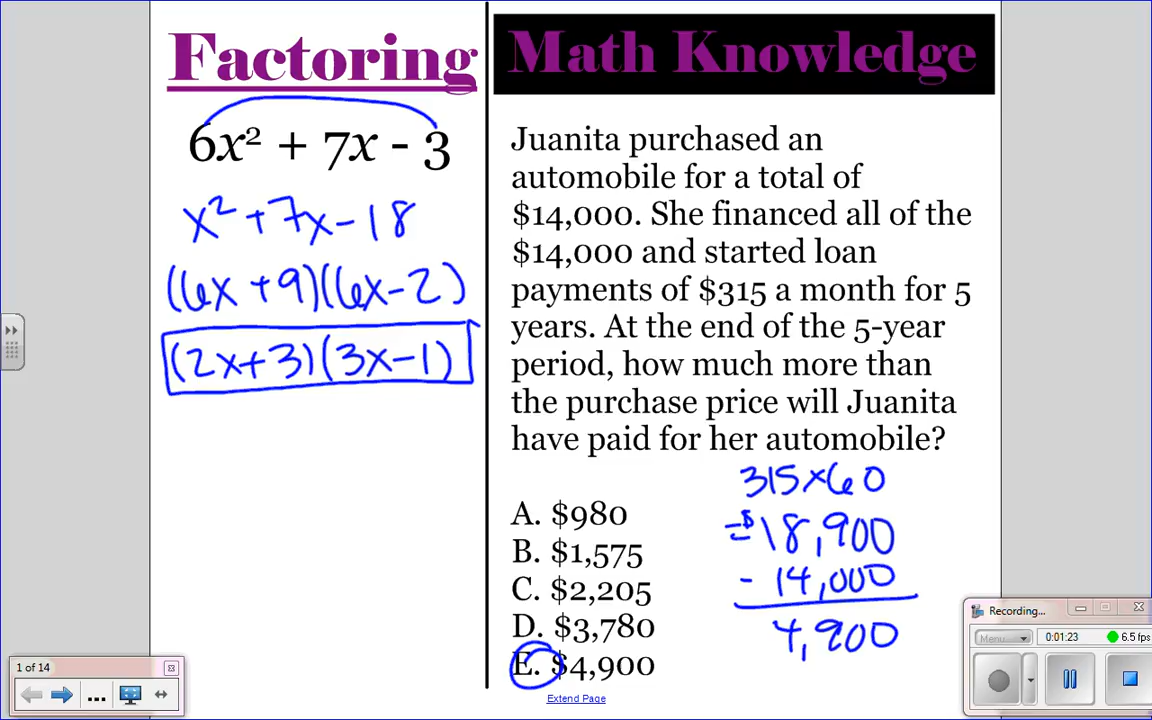 Factoring
6x² + 7x - 3
x² + 7x - 18
(6x + 9)(6x - 2)
(2x + 3)(3x - 1)
Math Knowledge
Juanita purchased an
automobile for a total of
$14,000. She financed all of the
$14,000 and started loan
payments of $315 a month for 5
years. At the end of the 5-year
period, how much more than
the purchase price will Juanita
have paid for her automobile?
A. $980
B. $1,575
C. $2,205
D. $3,780
E. $4,900
315 x 60
= $18,900
- 14,000
4,900
Extend Page
1 of 14
...
Recording...
Menu
0:01:23
6.5 fps